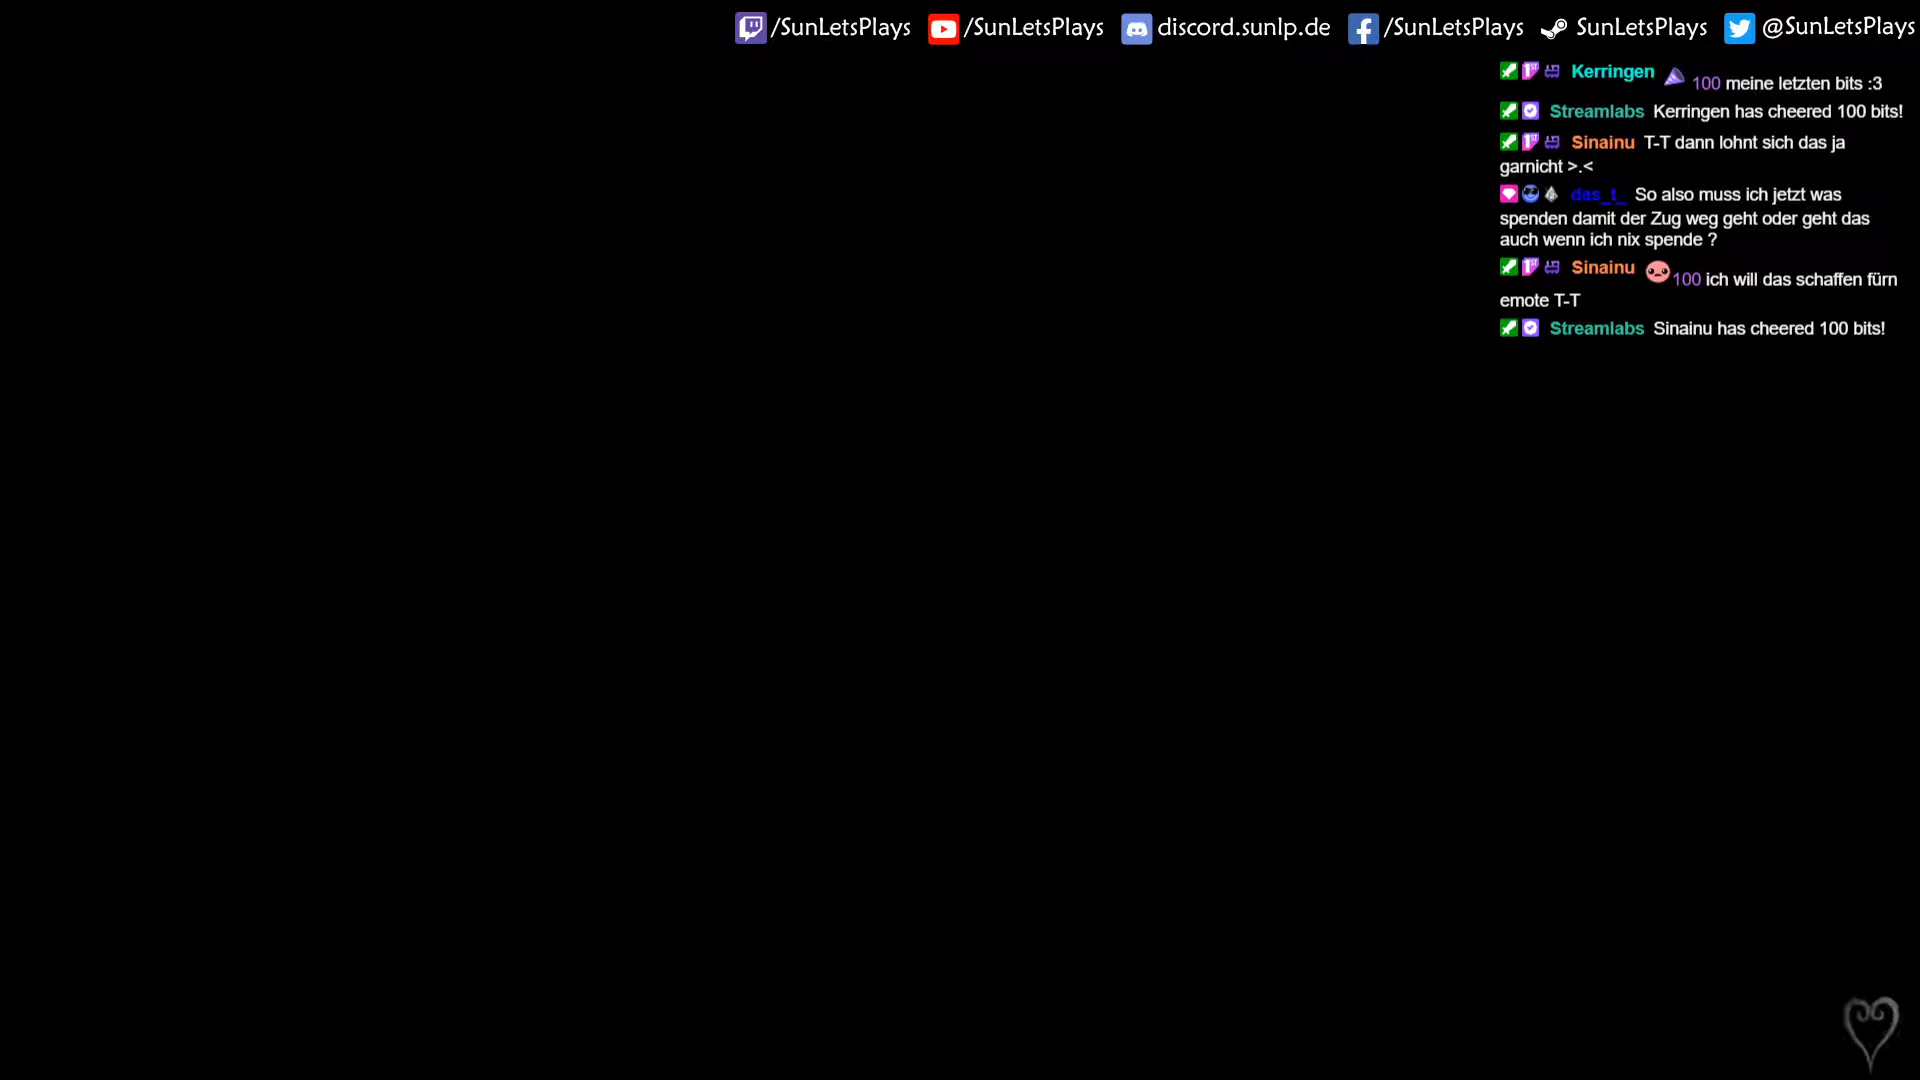 /SunLetsPlays /SunLetsPlays discord.sunlp.de /SunLetsPlays SunLetsPlays @SunLetsPlays
Kerringen 100 meine letzten bits :3
Streamlabs Kerringen has cheered 100 bits!
Sinainu T-T dann lohnt sich das ja
garnicht >.<
das_t_ So also muss ich jetzt was
spenden damit der Zug weg geht oder geht das
auch wenn ich nix spende ?
Sinainu 100 ich will das schaffen fürn
emote T-T
Streamlabs Sinainu has cheered 100 bits!